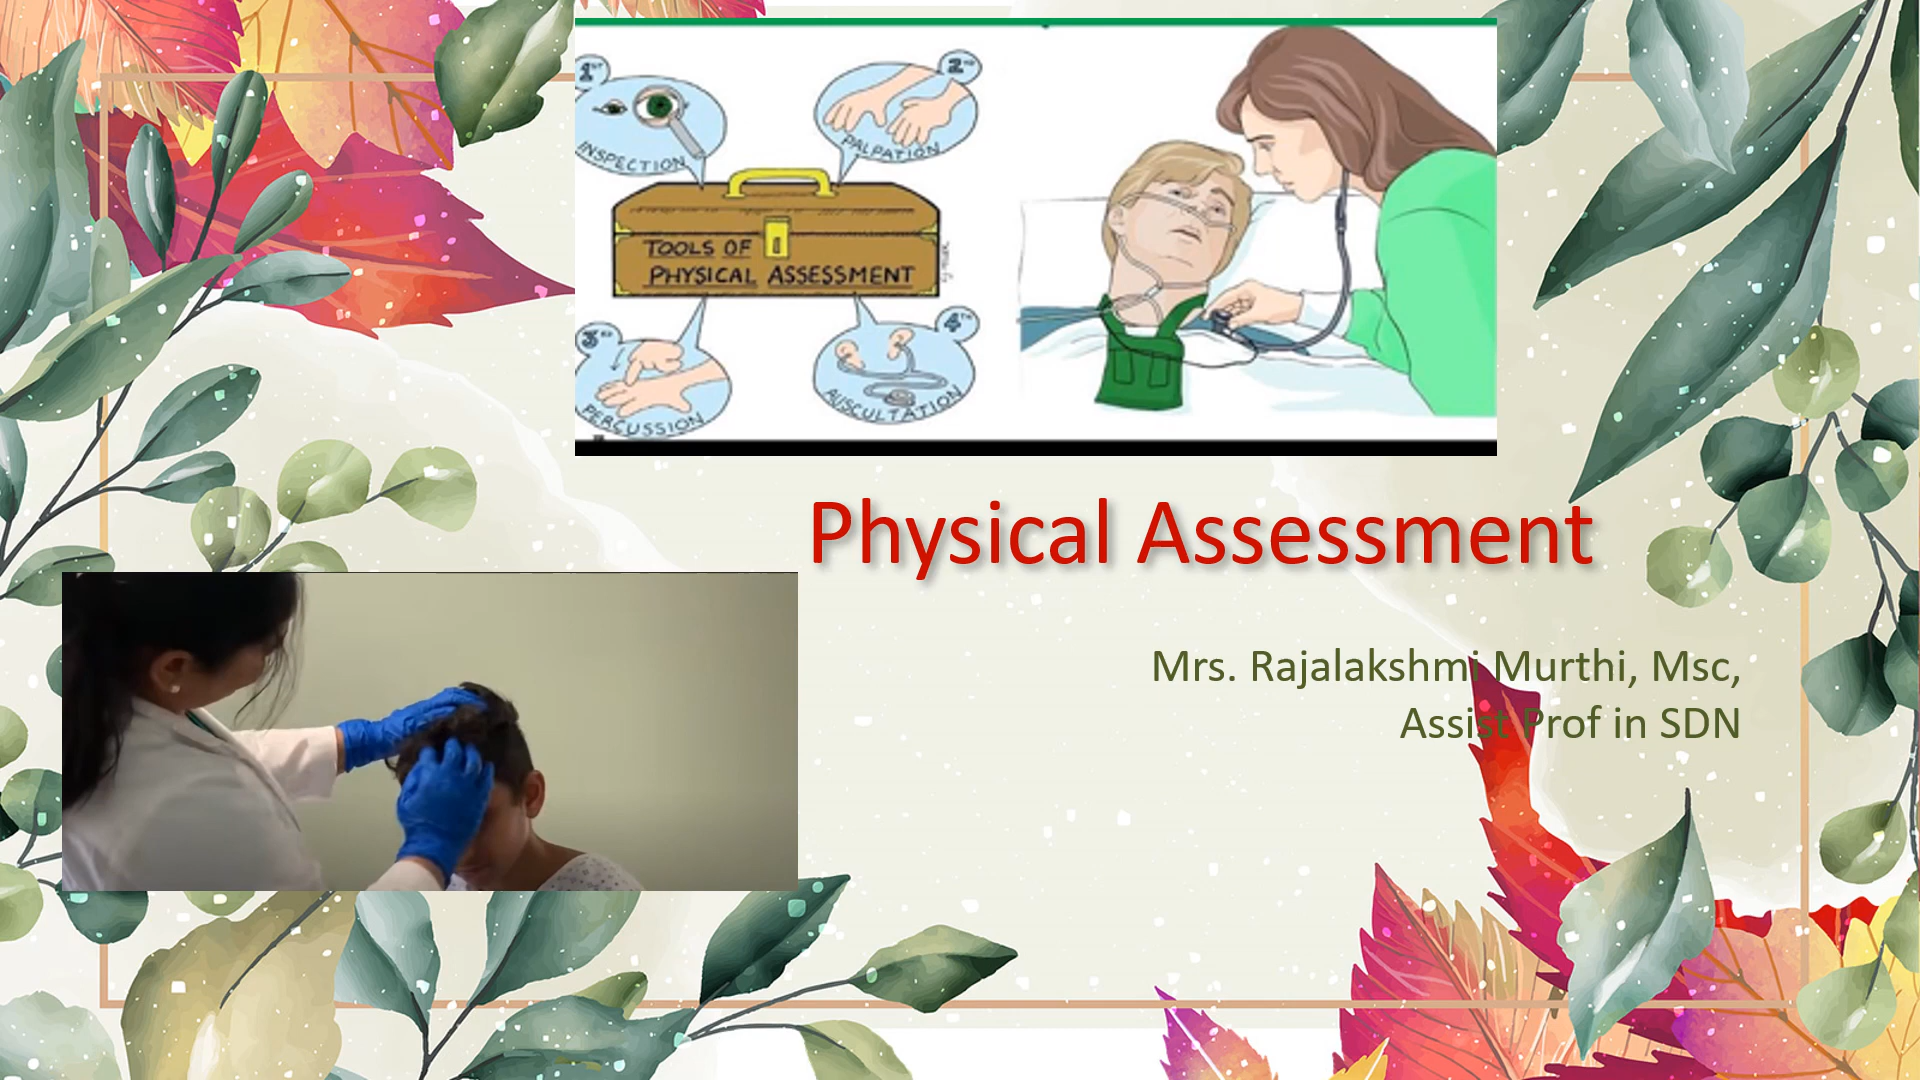 1ST
INSPECTION
2ND
PALPATION
TOOLS OF
PHYSICAL ASSESSMENT
3RD
PERCUSSION
4TH
AUSCULTATION
Physical Assessment
Mrs. Rajalakshmi Murthi, Msc,
Assist Prof in SDN